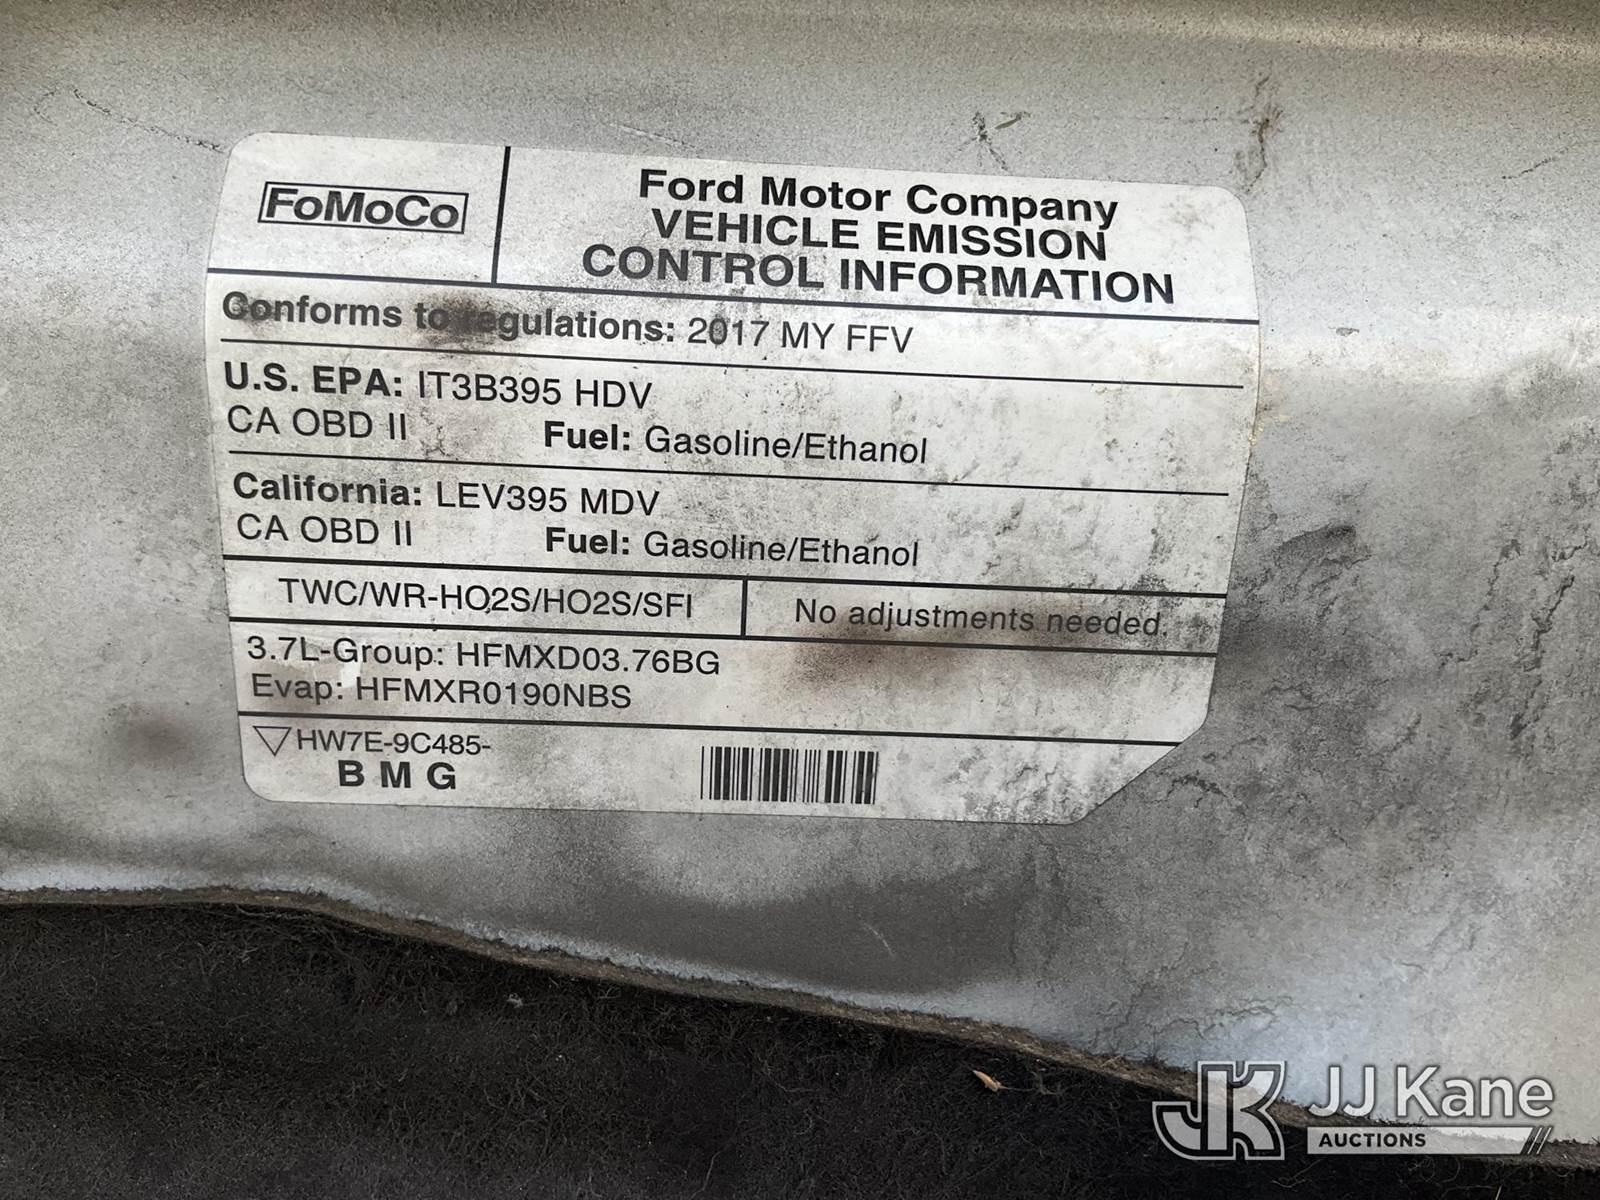 FoMoCo
Ford Motor Company
VEHICLE EMISSION
CONTROL INFORMATION
Conforms to regulations: 2017 MY FFV
U.S. EPA: IT3B395 HDV
CA OBD II Fuel: Gasoline/Ethanol
California: LEV395 MDV
CA OBD II Fuel: Gasoline/Ethanol
TWC/WR-HO2S/HO2S/SFI No adjustments needed.
3.7L-Group: HFMXD03.76BG
Evap: HFMXR0190NBS
HW7E-9C485-
B M G
JK JJ Kane
AUCTIONS